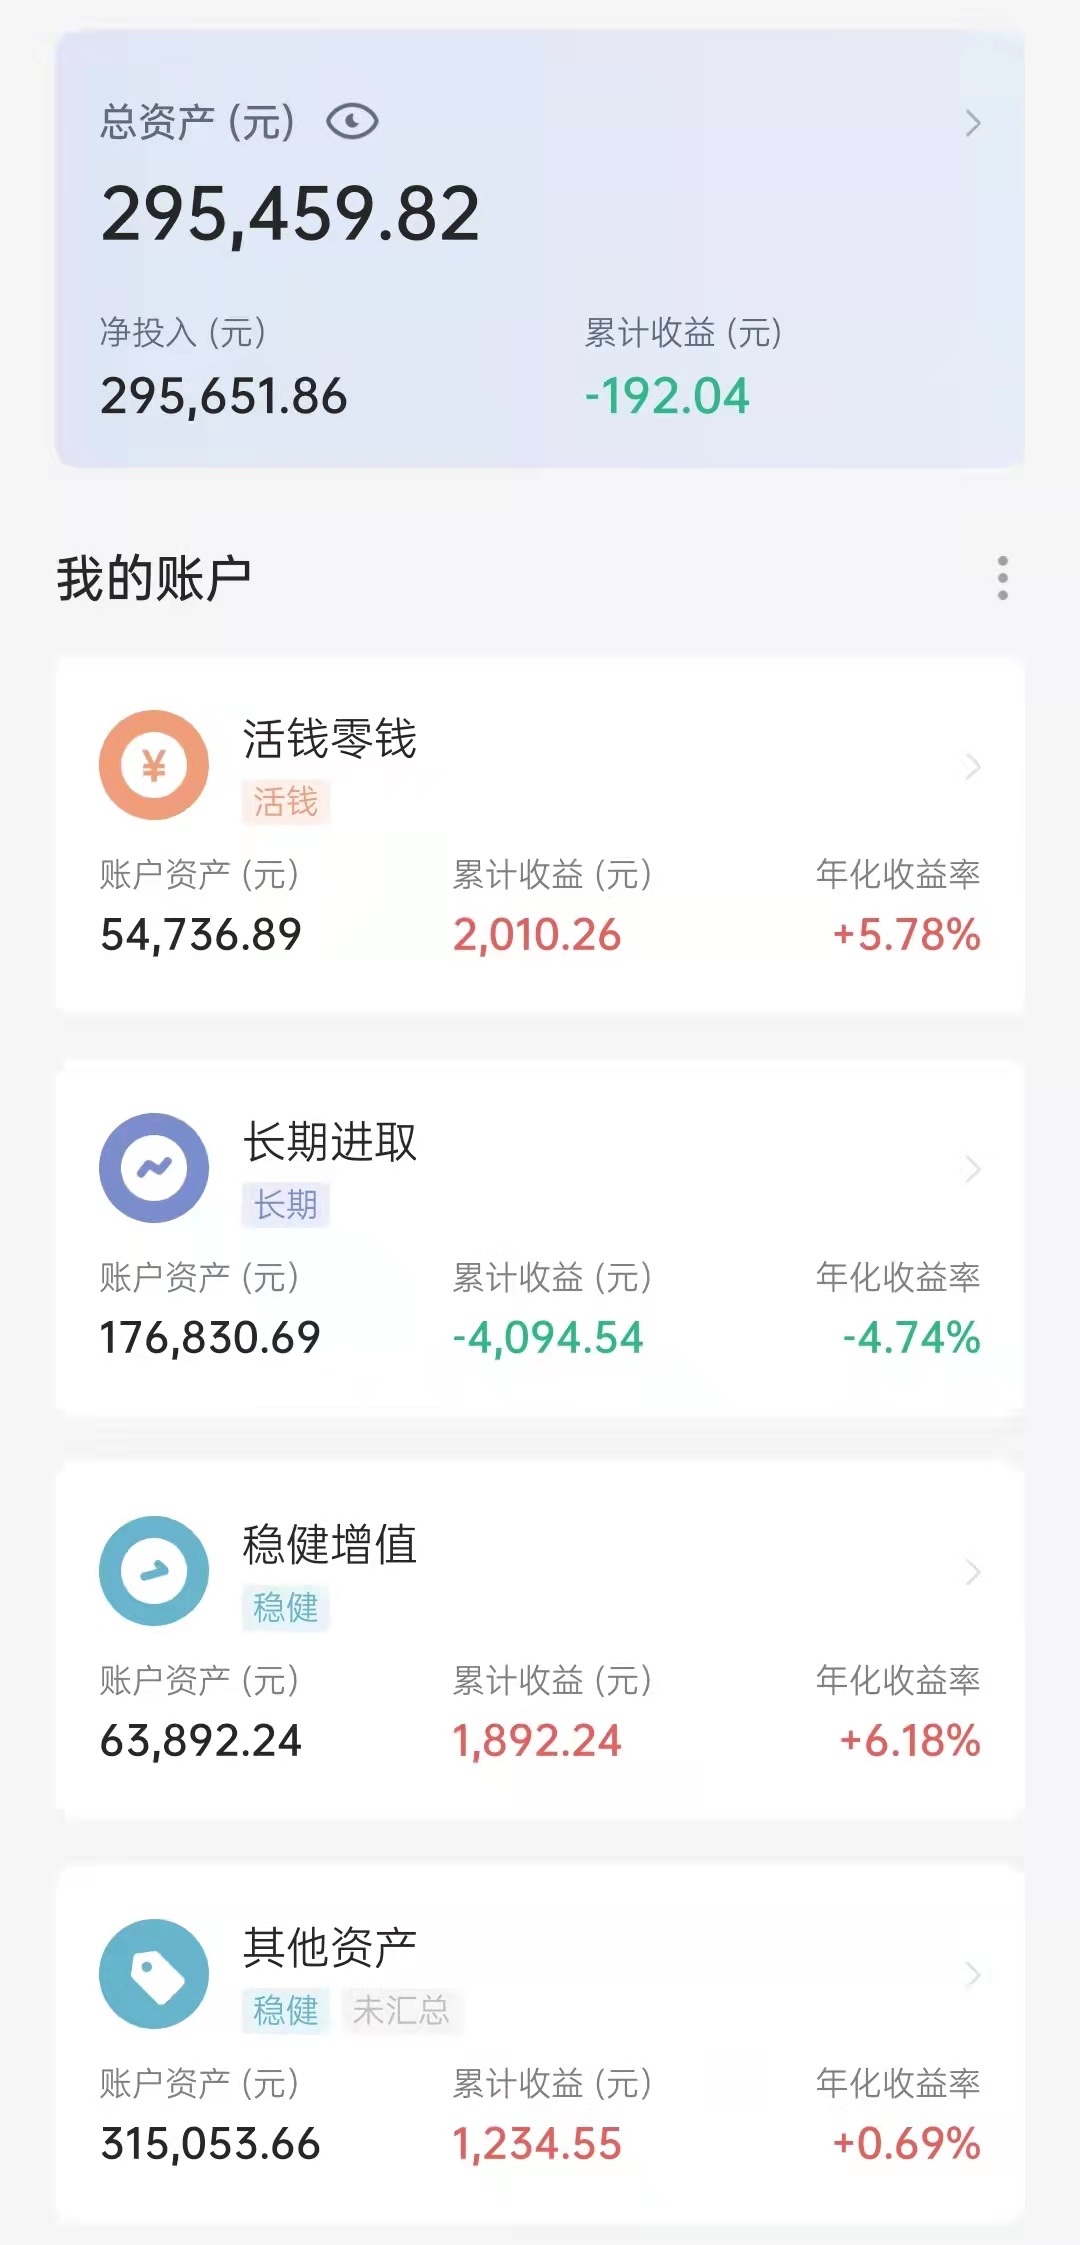 总资产 (元)
295,459.82
净投入 (元) 累计收益 (元)
295,651.86 -192.04
我的账户
¥ 活钱零钱
活钱
账户资产 (元) 累计收益 (元) 年化收益率
54,736.89 2,010.26 +5.78%
长期进取
长期
账户资产 (元) 累计收益 (元) 年化收益率
176,830.69 -4,094.54 -4.74%
稳健增值
稳健
账户资产 (元) 累计收益 (元) 年化收益率
63,892.24 1,892.24 +6.18%
其他资产
稳健 未汇总
账户资产 (元) 累计收益 (元) 年化收益率
315,053.66 1,234.55 +0.69%